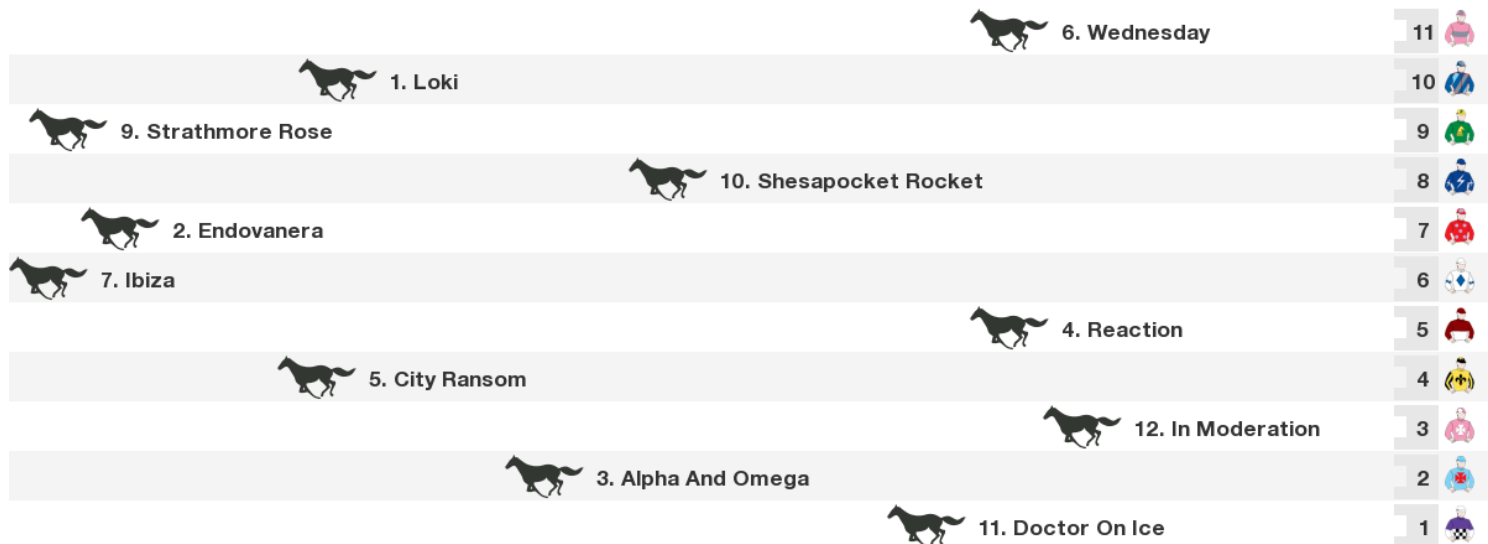 6. Wednesday 11
1. Loki 10
9. Strathmore Rose 9
10. Shesapocket Rocket 8
2. Endovanera 7
7. Ibiza 6
4. Reaction 5
5. City Ransom 4
12. In Moderation 3
3. Alpha And Omega 2
11. Doctor On Ice 1